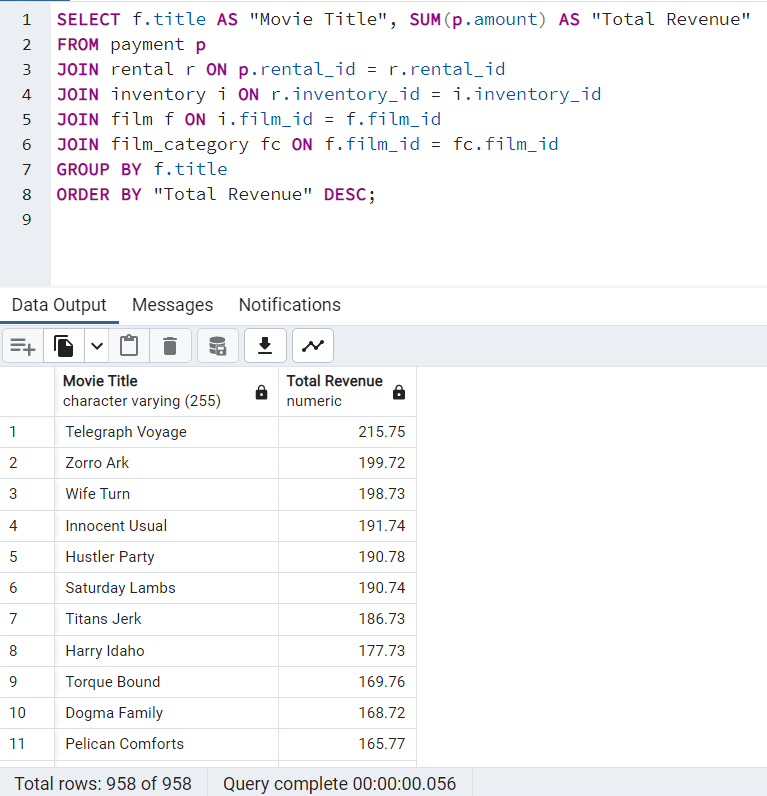 1 SELECT f.title AS "Movie Title", SUM(p.amount) AS "Total Revenue"
2 FROM payment p
3 JOIN rental r ON p.rental_id = r.rental_id
4 JOIN inventory i ON r.inventory_id = i.inventory_id
5 JOIN film f ON i.film_id = f.film_id
6 JOIN film_category fc ON f.film_id = fc.film_id
7 GROUP BY f.title
8 ORDER BY "Total Revenue" DESC;
9
Data Output Messages Notifications
Movie Title Total Revenue
character varying (255) numeric
1 Telegraph Voyage 215.75
2 Zorro Ark 199.72
3 Wife Turn 198.73
4 Innocent Usual 191.74
5 Hustler Party 190.78
6 Saturday Lambs 190.74
7 Titans Jerk 186.73
8 Harry Idaho 177.73
9 Torque Bound 169.76
10 Dogma Family 168.72
11 Pelican Comforts 165.77
Total rows: 958 of 958 Query complete 00:00:00.056